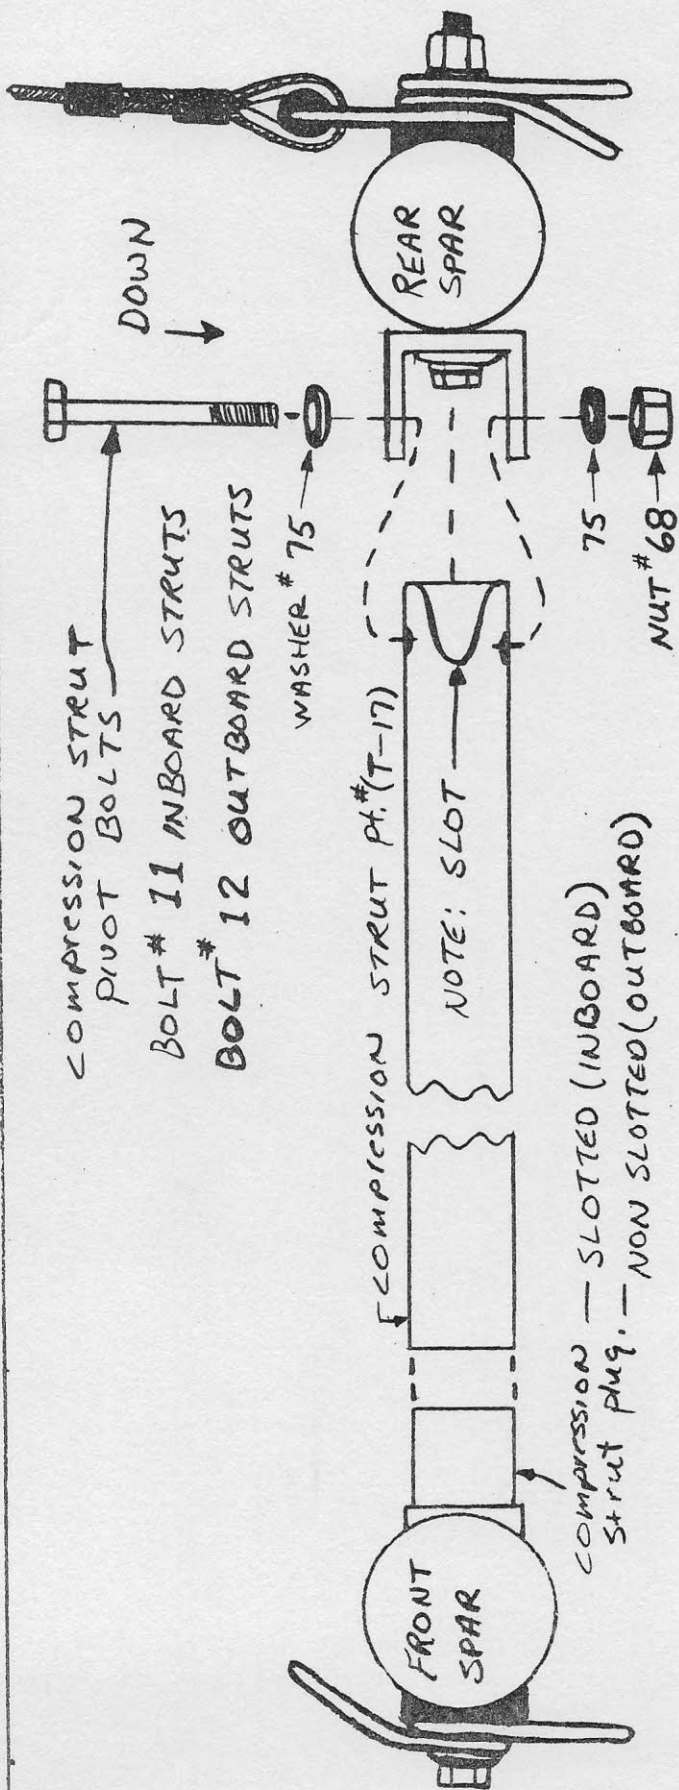 COMPRESSION STRUT
PIVOT BOLTS
BOLT # 11 INBOARD STRUTS
BOLT # 12 OUTBOARD STRUTS
DOWN
WASHER # 75
COMPRESSION STRUT Pt.# (T-17)
NOTE: SLOT
FRONT
SPAR
REAR
SPAR
75
NUT # 68
COMPRESSION — SLOTTED (INBOARD)
Strut plug. — NON SLOTTED (OUTBOARD)